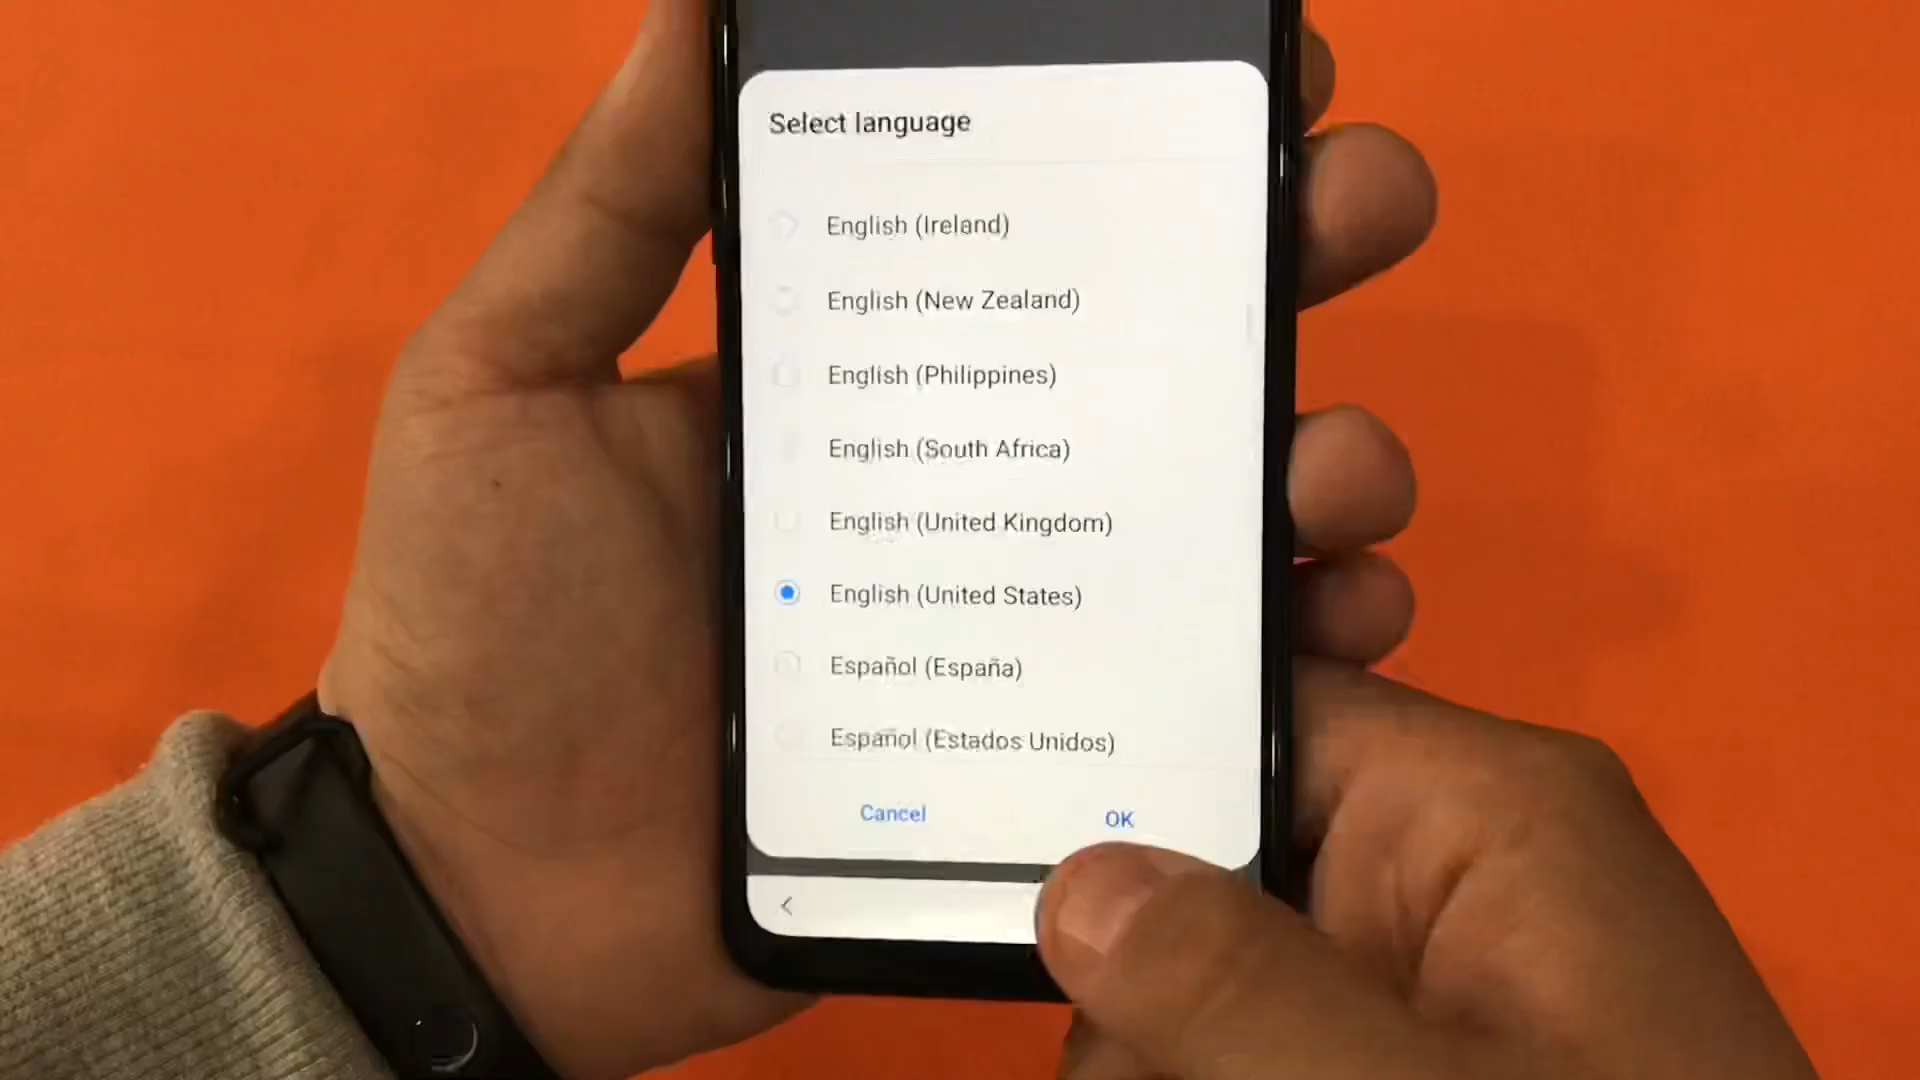 Select language
English (Ireland)
English (New Zealand)
English (Philippines)
English (South Africa)
English (United Kingdom)
English (United States)
Español (España)
Español (Estados Unidos)
Cancel
OK